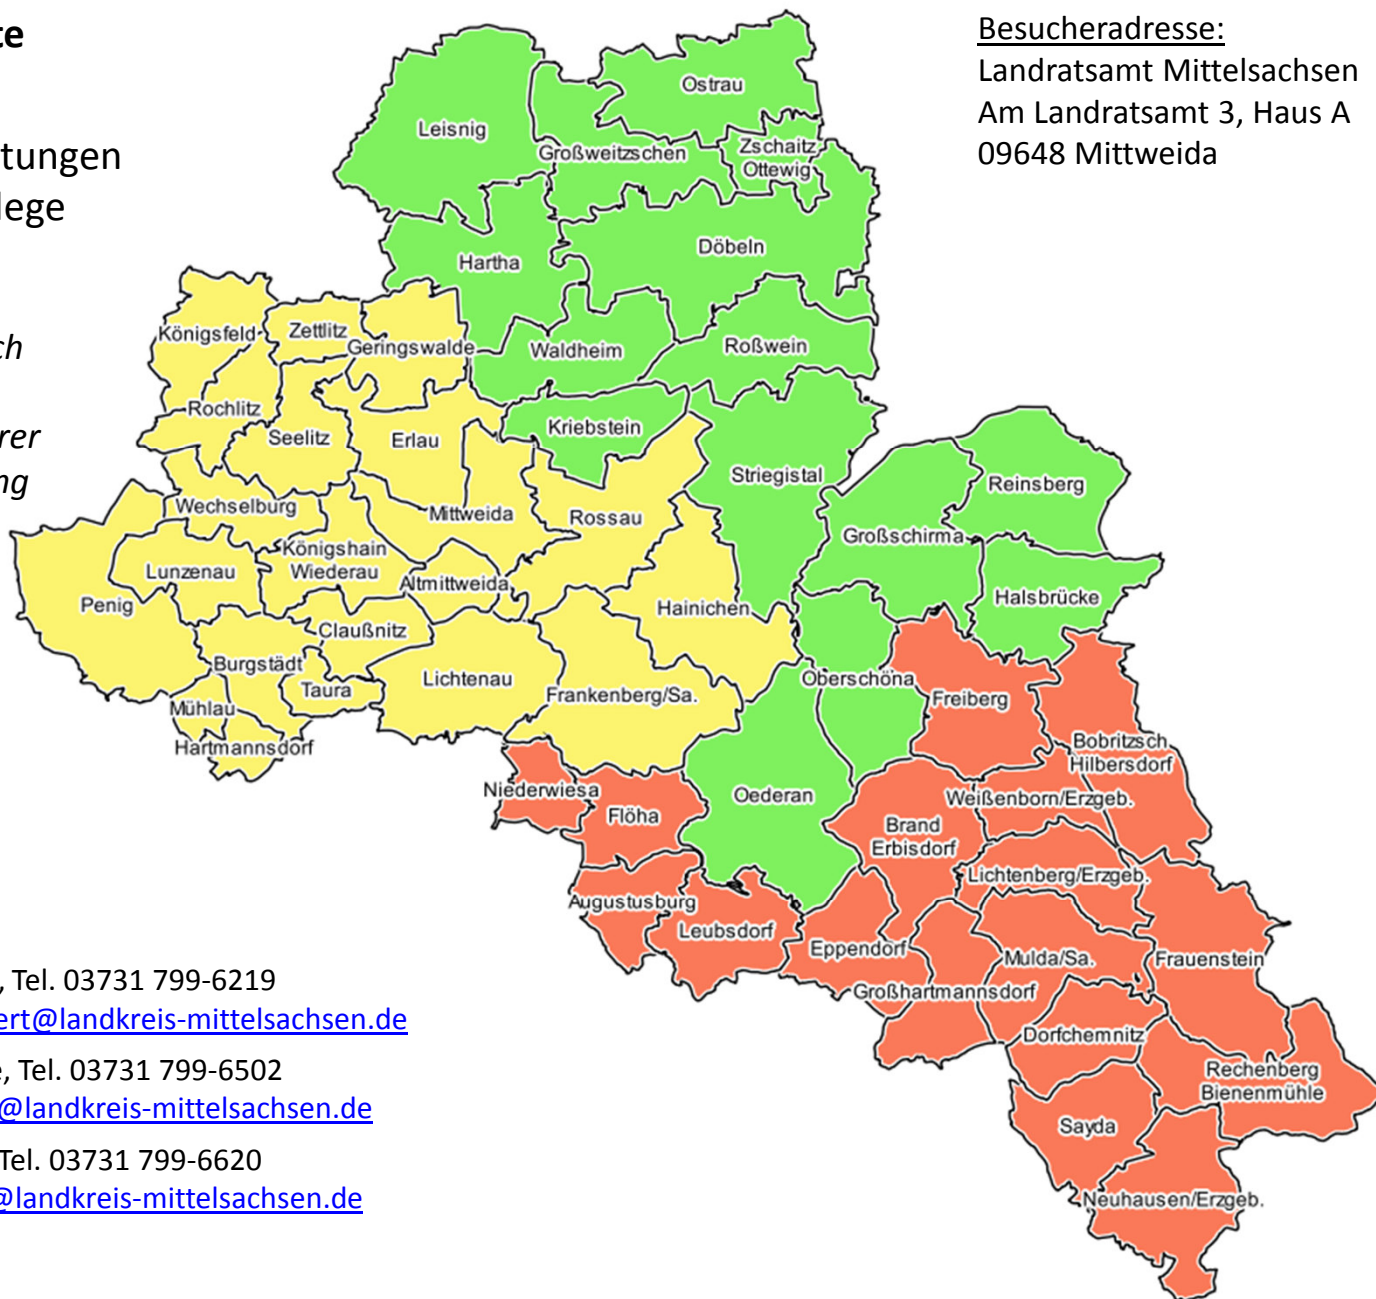 te
Besucheradresse:
Landratsamt Mittelsachsen
Am Landratsamt 3, Haus A
09648 Mittweida
tungen
lege
ch
rer
ng
Ostrau
Leisnig
Großweitzschen
Zschaitz
Ottewig
Döbeln
Hartha
Königsfeld
Zettlitz
Geringswalde
Waldheim
Roßwein
Rochlitz
Seelitz
Erlau
Kriebstein
Striegistal
Reinsberg
Wechselburg
Mittweida
Rossau
Großschirma
Königshain
Wiederau
Lunzenau
Altmittweida
Penig
Hainichen
Halsbrücke
Claußnitz
Burgstädt
Taura
Lichtenau
Frankenberg/Sa.
Oberschöna
Freiberg
Mühlau
Hartmannsdorf
Bobritzsch
Hilbersdorf
Niederwiesa
Flöha
Oederan
Weißenborn/Erzgeb.
Brand
Erbisdorf
Lichtenberg/Erzgeb.
Augustusburg
Leubsdorf
Eppendorf
Mulda/Sa.
Frauenstein
Großhartmannsdorf
Dorfchemnitz
Rechenberg
Bienenmühle
Sayda
Neuhausen/Erzgeb.
, Tel. 03731 799-6219
ert@landkreis-mittelsachsen.de
e, Tel. 03731 799-6502
@landkreis-mittelsachsen.de
Tel. 03731 799-6620
@landkreis-mittelsachsen.de